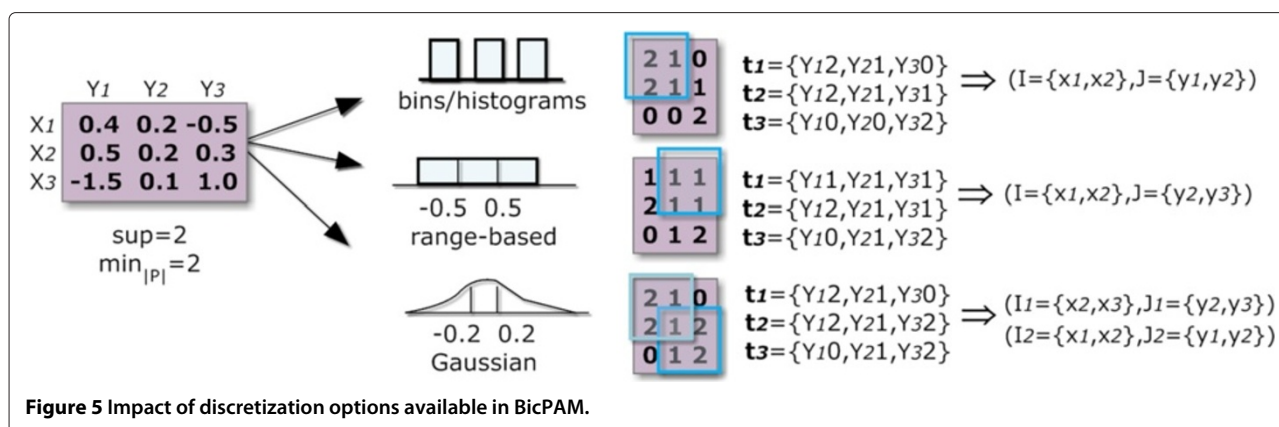 Y1 Y2 Y3
X1 0.4 0.2 -0.5
X2 0.5 0.2 0.3
X3 -1.5 0.1 1.0
sup=2
min|P|=2
bins/histograms
2 1 0
2 1 1
0 0 2
t1={Y12,Y21,Y30}
t2={Y12,Y21,Y31}
t3={Y10,Y20,Y32}
⇒ (I={x1,x2},J={y1,y2})
-0.5 0.5
range-based
1 1 1
2 1 1
0 1 2
t1={Y11,Y21,Y31}
t2={Y12,Y21,Y31}
t3={Y10,Y21,Y32}
⇒ (I={x1,x2},J={y2,y3})
-0.2 0.2
Gaussian
2 1 0
2 1 2
0 1 2
t1={Y12,Y21,Y30}
t2={Y12,Y21,Y32}
t3={Y10,Y21,Y32}
⇒ (I1={x2,x3},J1={y2,y3})
(I2={x1,x2},J2={y1,y2})
Figure 5 Impact of discretization options available in BicPAM.